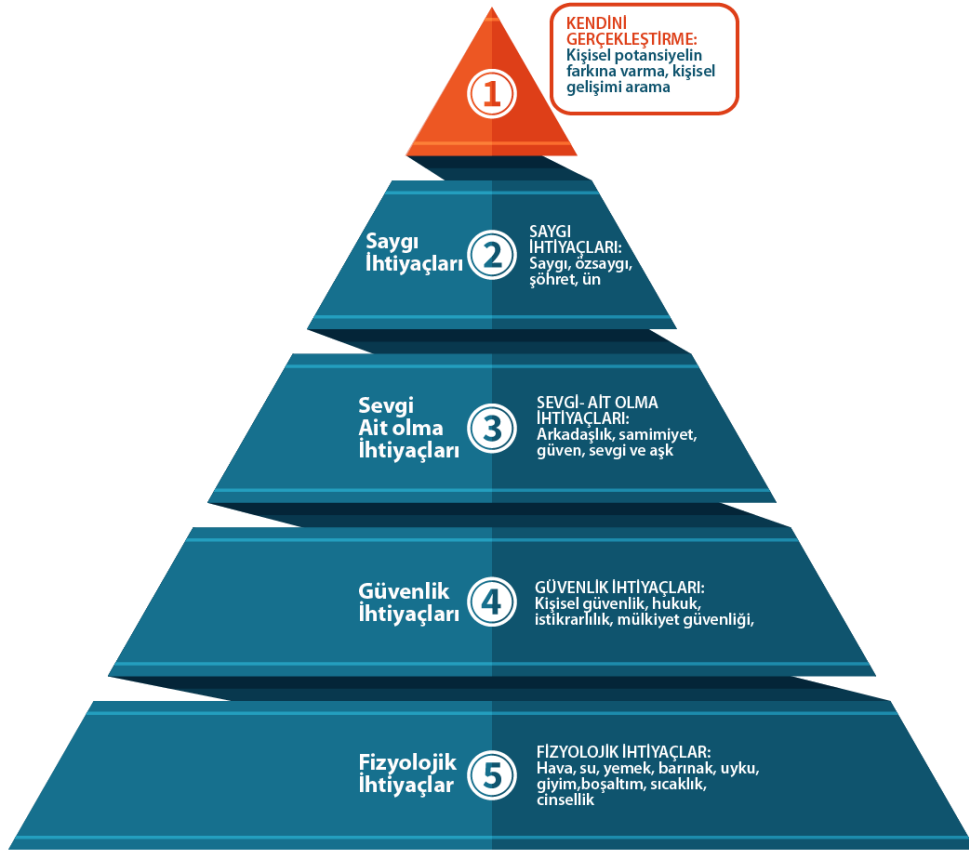 KENDİNİ
GERÇEKLEŞTİRME:
Kişisel potansiyelin
farkına varma, kişisel
gelişimi arama
1
Saygı
İhtiyaçları
2
SAYGI
İHTİYAÇLARI:
Saygı, özsaygı,
şöhret, ün
Sevgi
Ait olma
İhtiyaçları
3
SEVGİ- AİT OLMA
İHTİYAÇLARI:
Arkadaşlık, samimiyet,
güven, sevgi ve aşk
Güvenlik
İhtiyaçları
4
GÜVENLİK İHTİYAÇLARI:
Kişisel güvenlik, hukuk,
istikrarlılık, mülkiyet güvenliği,
Fizyolojik
İhtiyaçlar
5
FİZYOLOJİK İHTİYAÇLAR:
Hava, su, yemek, barınak, uyku,
giyim,boşaltım, sıcaklık,
cinsellik